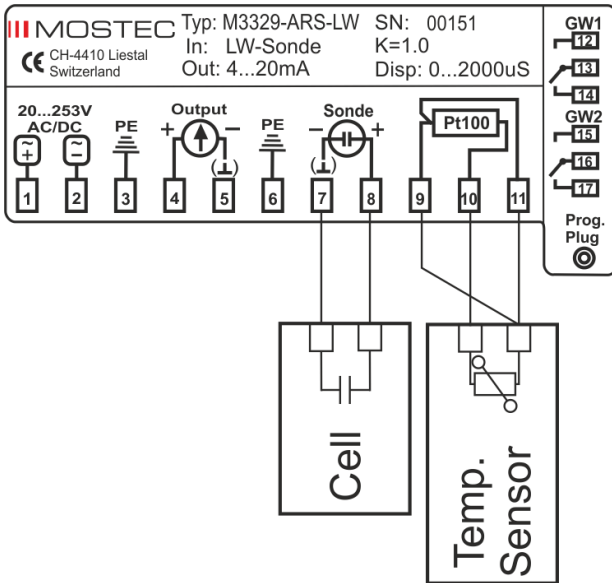 MOSTEC Typ: M3329-ARS-LW SN: 00151
CE CH-4410 Liestal In: LW-Sonde K=1.0
Switzerland Out: 4...20mA Disp: 0...2000uS
GW1
12
13
14
GW2
15
16
17
Prog.
Plug
20...253V
AC/DC
PE
Output
PE
Sonde
Pt100
~ + ~ − + − (⊥) − + (⊥)
1 2 3 4 5 6 7 8 9 10 11
Cell
Temp.
Sensor